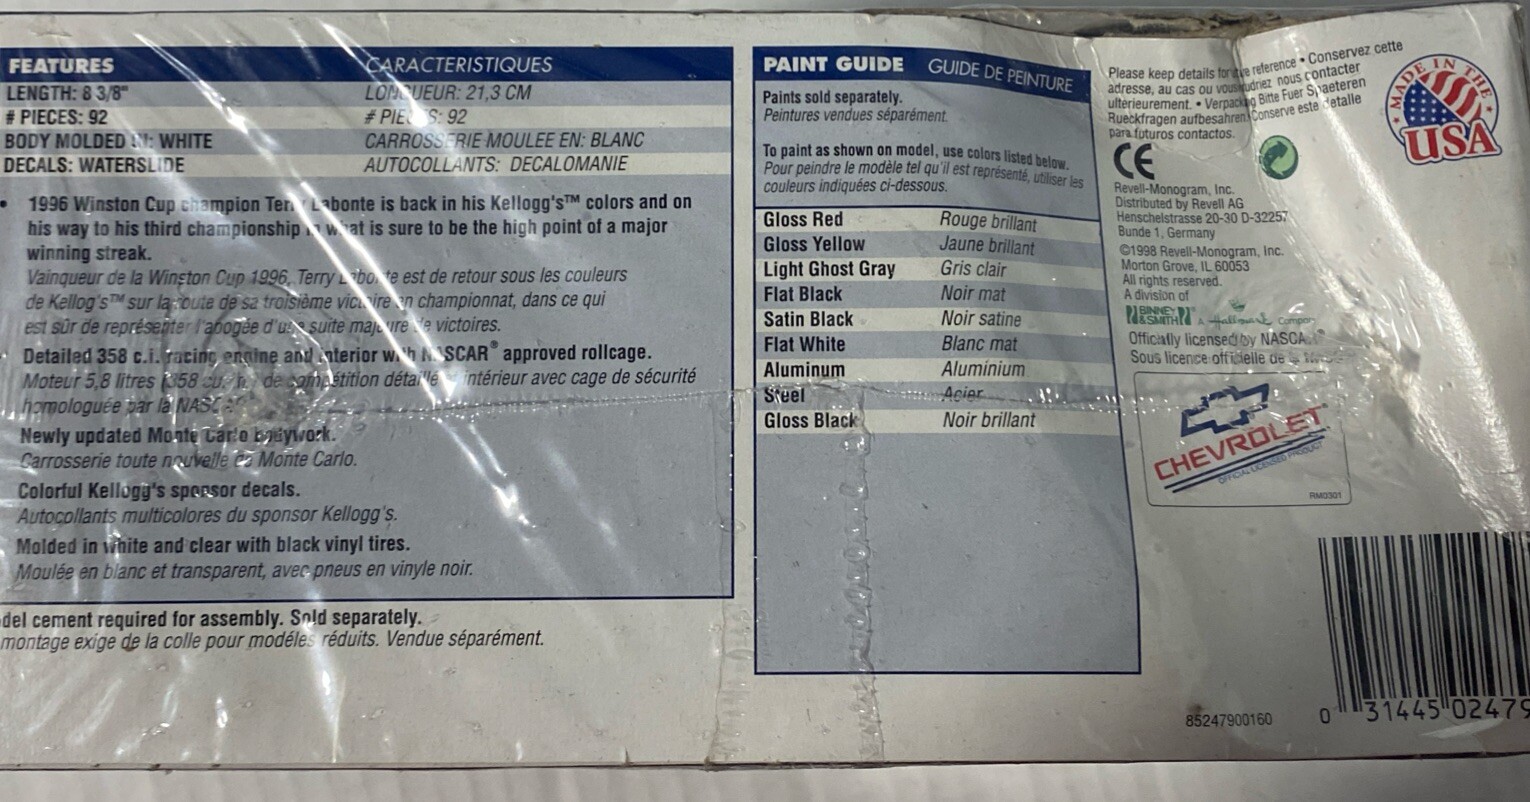 FEATURES
CARACTERISTIQUES
LENGTH: 8 3/8"
LONGUEUR: 21,3 CM
# PIECES: 92
# PIECES: 92
BODY MOLDED IN: WHITE
CARROSSERIE MOULEE EN: BLANC
DECALS: WATERSLIDE
AUTOCOLLANTS: DECALOMANIE
• 1996 Winston Cup champion Terry Labonte is back in his Kellogg's™ colors and on
his way to his third championship in what is sure to be the high point of a major
winning streak.
Vainqueur de la Winston Cup 1996, Terry Labonte est de retour sous les couleurs
de Kellog's™ sur la route de sa troisième victoire en championnat, dans ce qui
est sûr de représenter l'apogée d'une suite majeure de victoires.
Detailed 358 c.i. racing engine and interior with NASCAR® approved rollcage.
Moteur 5,8 litres (358 cu. in.) de compétition détaillé intérieur avec cage de sécurité
homologuée par la NASCAR
Newly updated Monte Carlo bodywork.
Carrosserie toute nouvelle de Monte Carlo.
Colorful Kellogg's sponsor decals.
Autocollants multicolores du sponsor Kellogg's.
Molded in white and clear with black vinyl tires.
Moulée en blanc et transparent, avec pneus en vinyle noir.
del cement required for assembly. Sold separately.
montage exige de la colle pour modéles réduits. Vendue séparément.
PAINT GUIDE GUIDE DE PEINTURE
Paints sold separately.
Peintures vendues séparément.
To paint as shown on model, use colors listed below.
Pour peindre le modèle tel qu'il est représenté, utiliser les
couleurs indiquées ci-dessous.
Gloss Red Rouge brillant
Gloss Yellow Jaune brillant
Light Ghost Gray Gris clair
Flat Black Noir mat
Satin Black Noir satine
Flat White Blanc mat
Aluminum Aluminium
Steel Acier
Gloss Black Noir brillant
Please keep details for reference • Conservez cette
adresse, au cas ou vous voudriez nous contacter
ulterieurement. • Verpackung Bitte Fuer Spaeteren
Rueckfragen aufbesahren Conserve este detalle
para futuros contactos.
CE
Revell-Monogram, Inc.
Distributed by Revell AG
Henschelstrasse 20-30 D-32257
Bunde 1, Germany
©1998 Revell-Monogram, Inc.
Morton Grove, IL 60053
All rights reserved.
A division of
BINNEY
& SMITH A Hallmark Company
Officially licensed by NASCAR®
Sous licence officielle de la
MADE IN THE
USA
CHEVROLET
OFFICIAL LICENSED PRODUCT
RM0301
85247900160
0 31445 02479